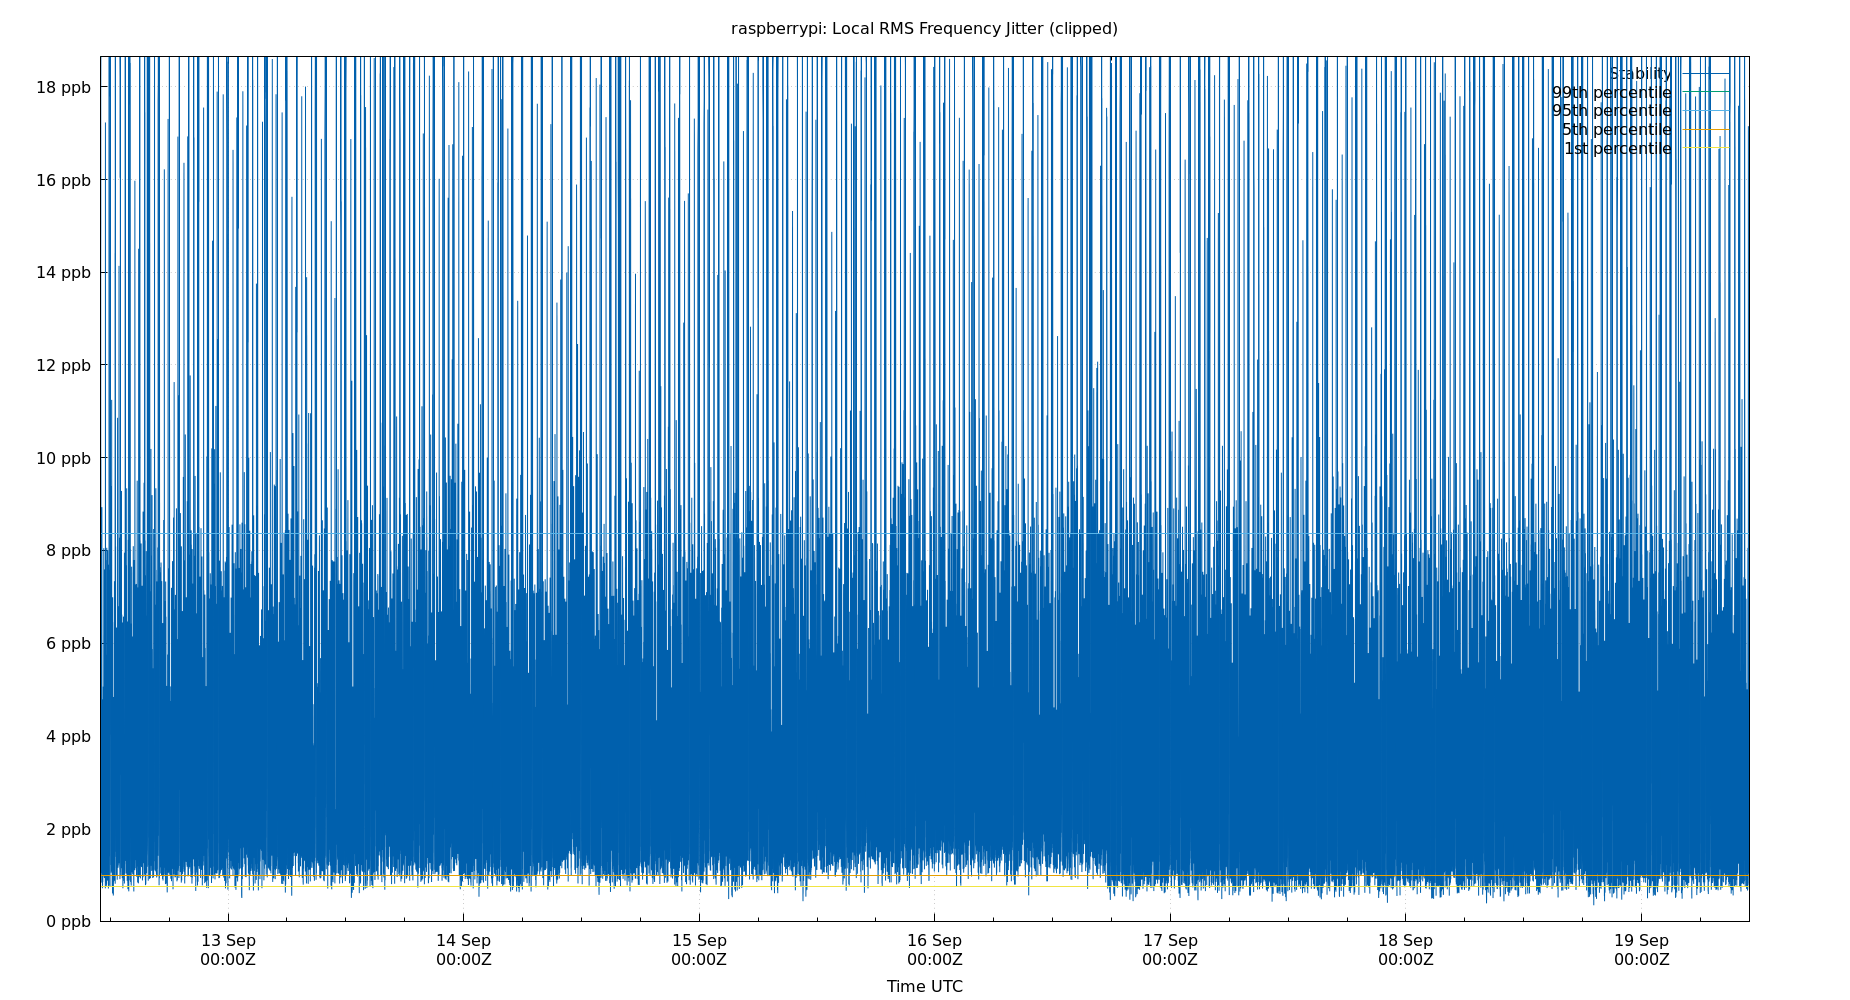 raspberrypi: Local RMS Frequency Jitter (clipped)
18 ppb
16 ppb
14 ppb
12 ppb
10 ppb
8 ppb
6 ppb
4 ppb
2 ppb
0 ppb
Stability
99th percentile
95th percentile
5th percentile
1st percentile
13 Sep
00:00Z
14 Sep
00:00Z
15 Sep
00:00Z
16 Sep
00:00Z
17 Sep
00:00Z
18 Sep
00:00Z
19 Sep
00:00Z
Time UTC